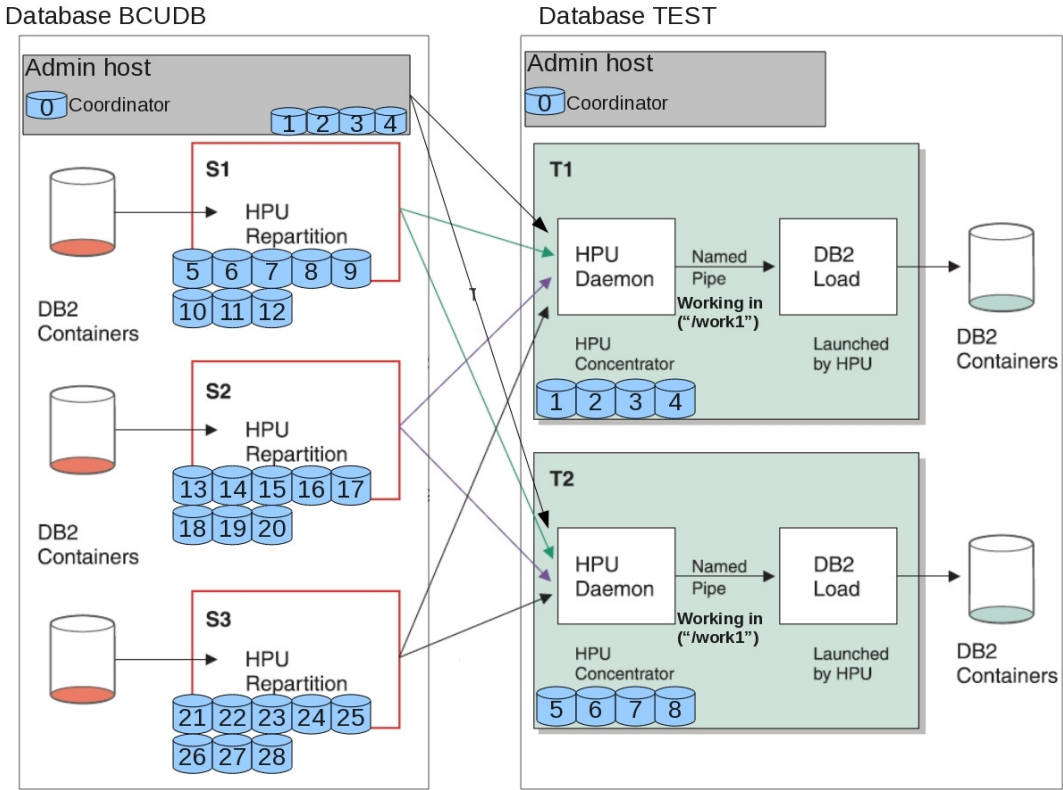 Database BCUDB
Admin host
0 Coordinator
1 2 3 4
S1
HPU
Repartition
5 6 7 8 9
10 11 12
DB2
Containers
S2
HPU
Repartition
13 14 15 16 17
18 19 20
DB2
Containers
S3
HPU
Repartition
21 22 23 24 25
26 27 28
T
Database TEST
Admin host
0 Coordinator
T1
HPU
Daemon
Named
Pipe
Working in
(“/work1”)
DB2
Load
HPU
Concentrator
Launched
by HPU
1 2 3 4
DB2
Containers
T2
HPU
Daemon
Named
Pipe
Working in
(“/work1”)
DB2
Load
HPU
Concentrator
Launched
by HPU
5 6 7 8
DB2
Containers